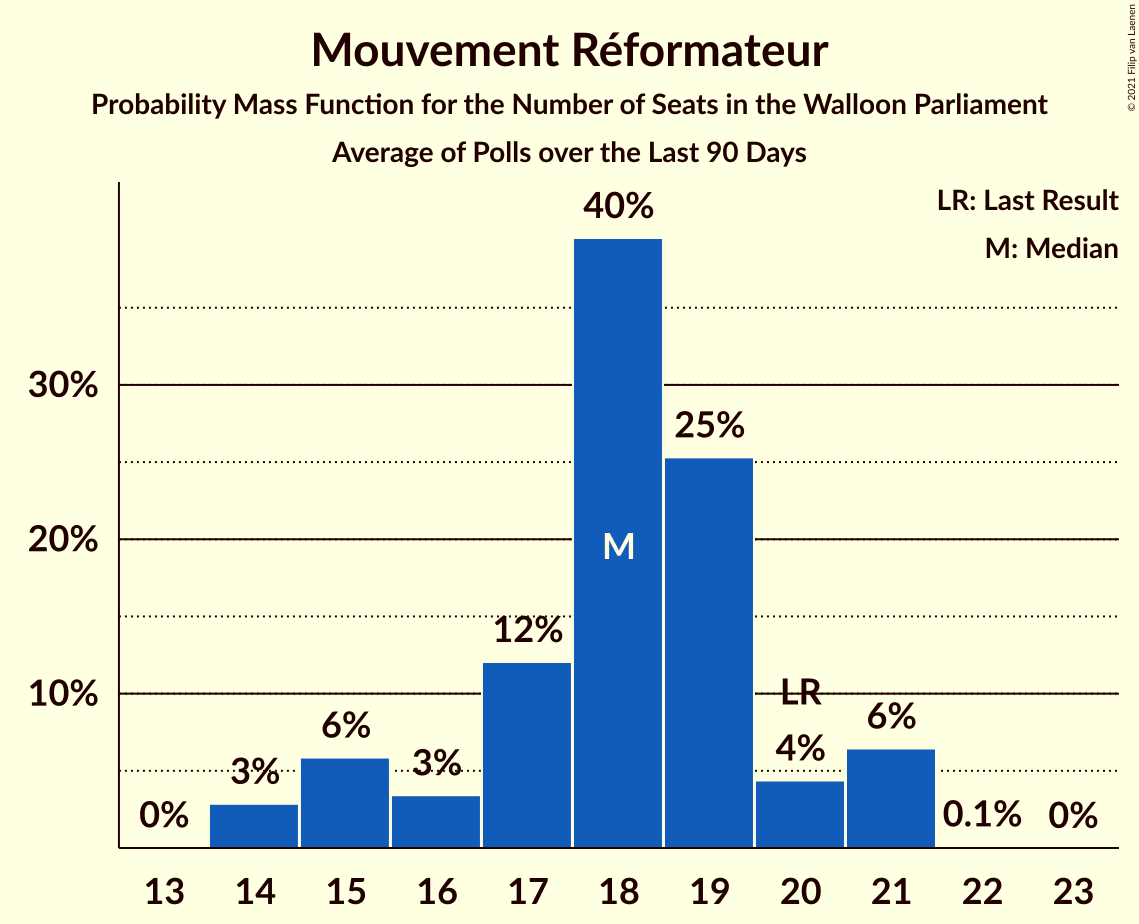 Mouvement Réformateur
Probability Mass Function for the Number of Seats in the Walloon Parliament
Average of Polls over the Last 90 Days
© 2021 Filip van Laenen
LR: Last Result
M: Median
40%
30%
25%
20%
M
12%
10%
LR
6%
6%
4%
3%
3%
0%
0.1%
0%
13 14 15 16 17 18 19 20 21 22 23